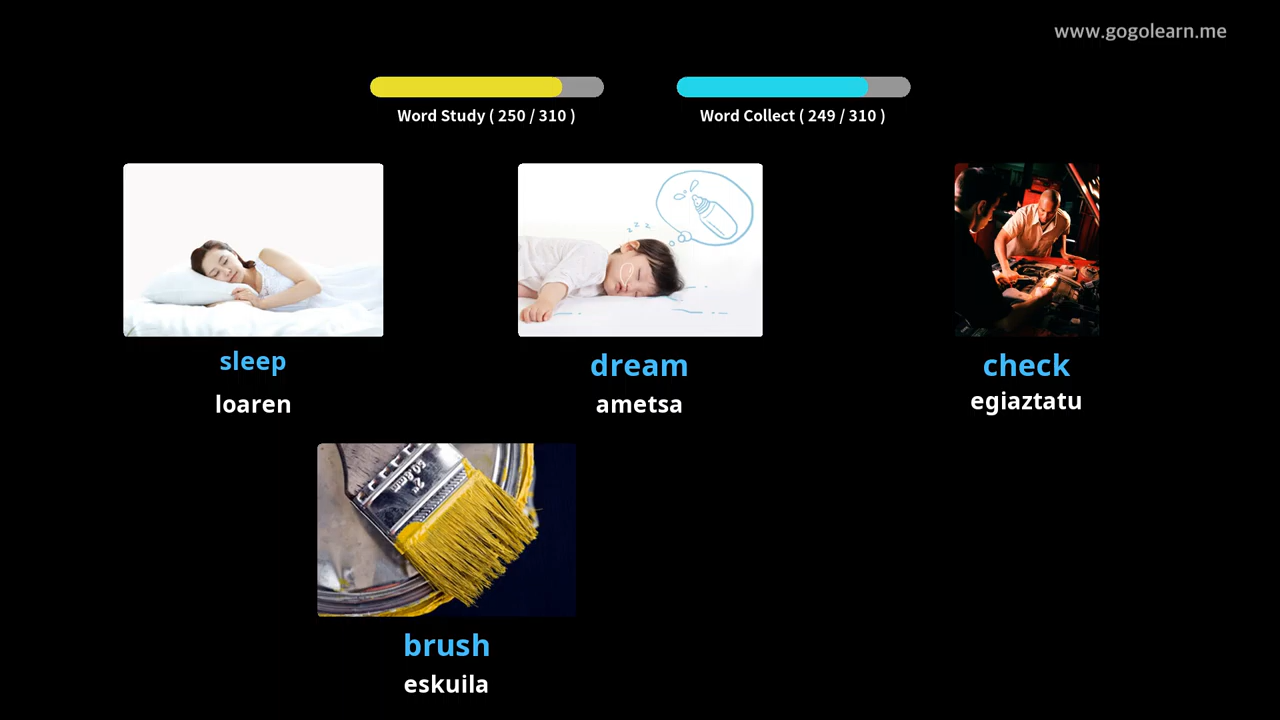 www.gogolearn.me
Word Study ( 250 / 310 )
Word Collect ( 249 / 310 )
sleep
loaren
dream
ametsa
check
egiaztatu
brush
eskuila